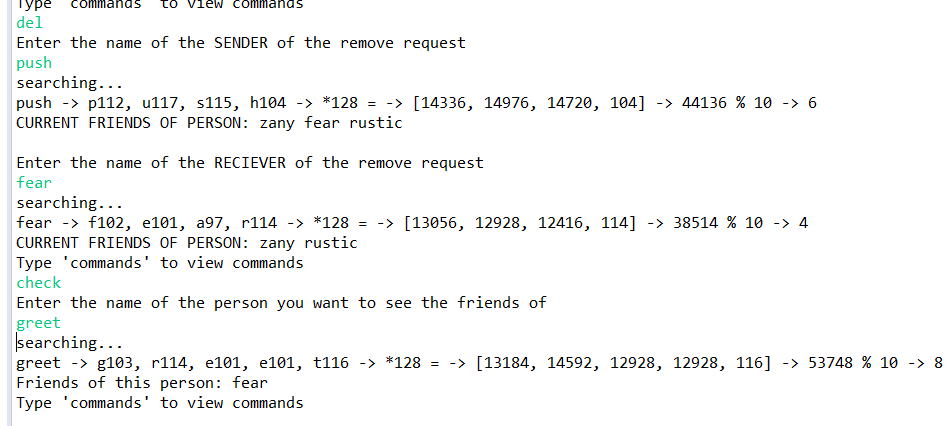 Type 'commands' to view commands
del
Enter the name of the SENDER of the remove request
push
searching...
push -> p112, u117, s115, h104 -> *128 = -> [14336, 14976, 14720, 104] -> 44136 % 10 -> 6
CURRENT FRIENDS OF PERSON: zany fear rustic
Enter the name of the RECIEVER of the remove request
fear
searching...
fear -> f102, e101, a97, r114 -> *128 = -> [13056, 12928, 12416, 114] -> 38514 % 10 -> 4
CURRENT FRIENDS OF PERSON: zany rustic
Type 'commands' to view commands
check
Enter the name of the person you want to see the friends of
greet
searching...
greet -> g103, r114, e101, e101, t116 -> *128 = -> [13184, 14592, 12928, 12928, 116] -> 53748 % 10 -> 8
Friends of this person: fear
Type 'commands' to view commands